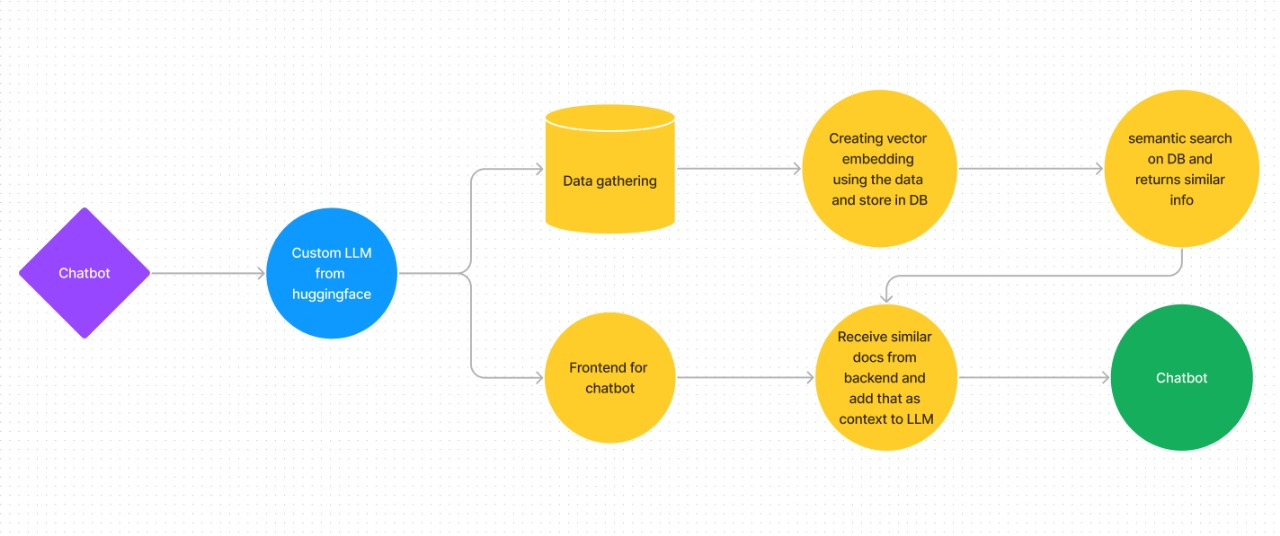 Chatbot
Custom LLM
from
huggingface
Data gathering
Creating vector
embedding
using the data
and store in DB
semantic search
on DB and
returns similar
info
Frontend for
chatbot
Receive similar
docs from
backend and
add that as
context to LLM
Chatbot